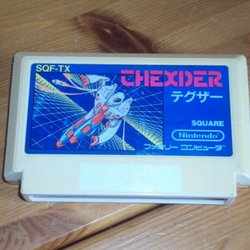 SQF-TX
THEXDER
テグザー
SQUARE
Nintendo
ファミリー コンピュータ